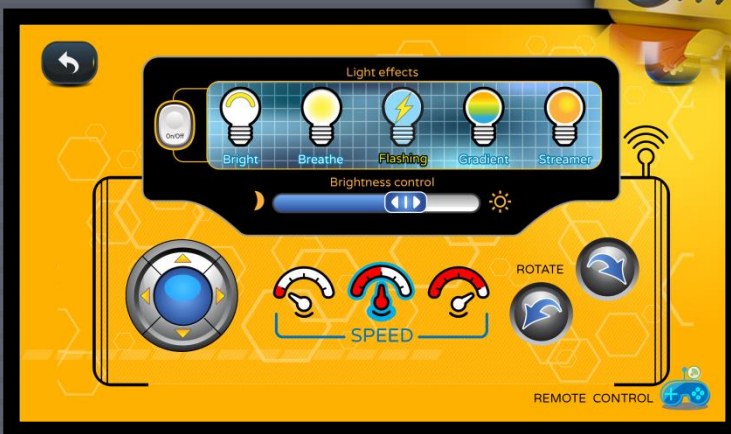 Light effects
On/Off
Bright Breathe Flashing Gradient Streamer
Brightness control
ROTATE
SPEED
REMOTE CONTROL